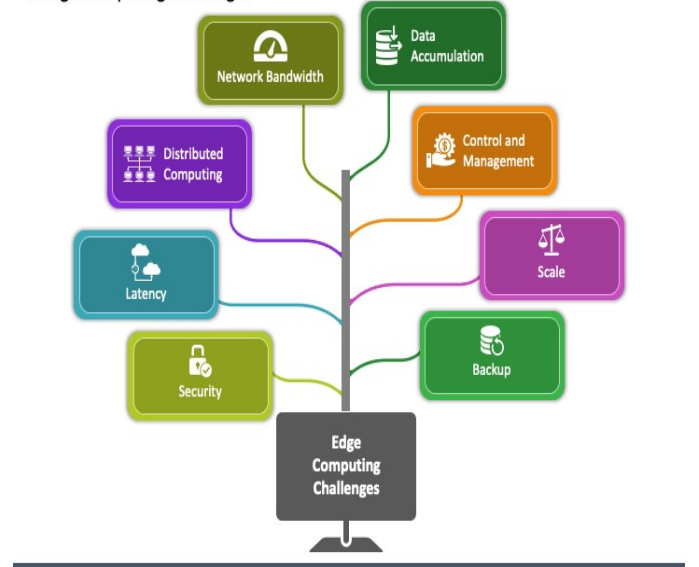 Network Bandwidth
Data
Accumulation
Distributed
Computing
Control and
Management
Latency
Scale
Security
Backup
Edge
Computing
Challenges